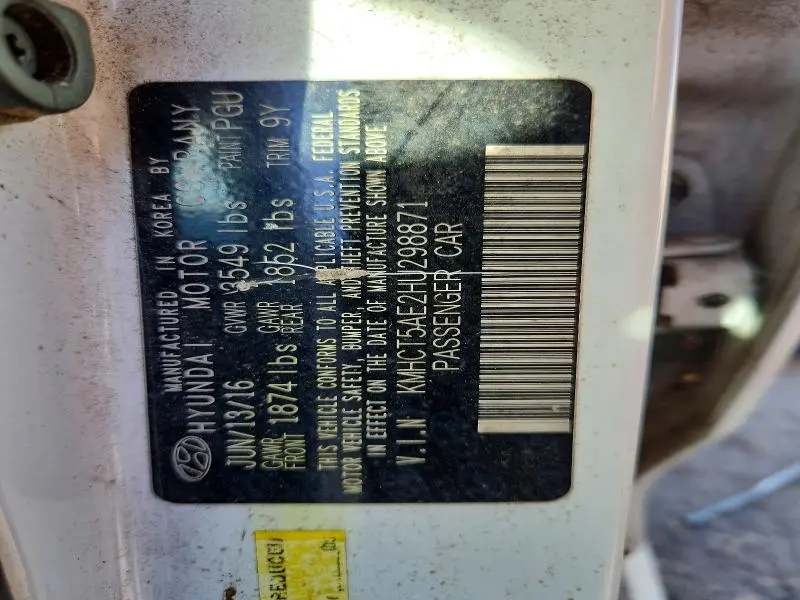 MANUFACTURED IN KOREA BY
HYUNDAI MOTOR COMPANY
JUN/13/16 GVWR 3549 lbs PAINT PGU
GAWR FRONT 1874 lbs GAWR REAR 1852 lbs TRIM 9Y
THIS VEHICLE CONFORMS TO ALL APPLICABLE U.S.A. FEDERAL
MOTOR VEHICLE SAFETY, BUMPER, AND THEFT PREVENTION STANDARDS
IN EFFECT ON THE DATE OF MANUFACTURE SHOWN ABOVE
V.I.N KMHCT5AE2HU298871
PASSENGER CAR
REDUCED